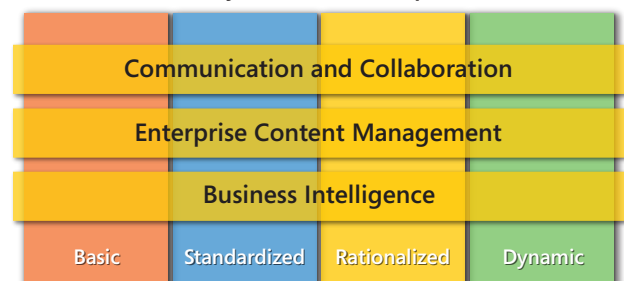 Communication and Collaboration
Enterprise Content Management
Business Intelligence
Basic Standardized Rationalized Dynamic